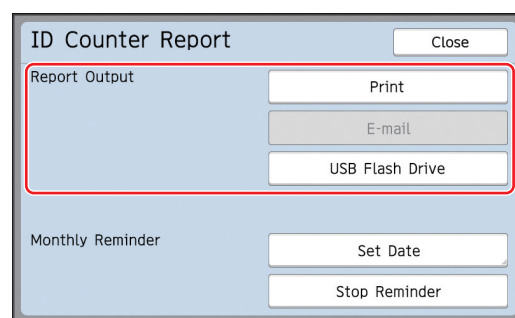 ID Counter Report
Close
Report Output
Print
E-mail
USB Flash Drive
Monthly Reminder
Set Date
Stop Reminder